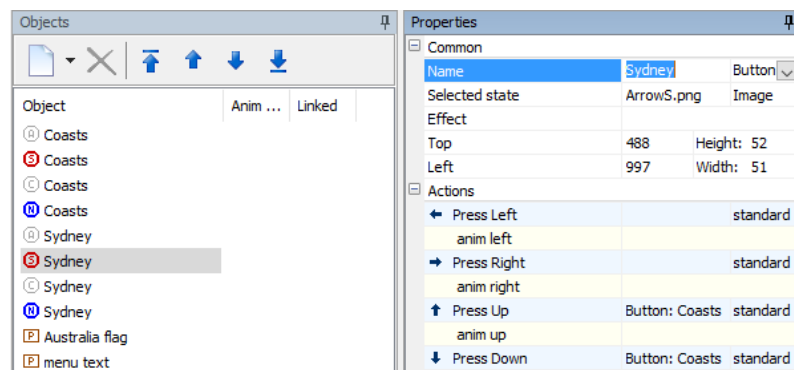 Objects
Object Anim ... Linked
A Coasts
S Coasts
C Coasts
N Coasts
A Sydney
S Sydney
C Sydney
N Sydney
P Australia flag
P menu text
Properties
Common
Name Sydney Button
Selected state ArrowS.png Image
Effect
Top 488 Height: 52
Left 997 Width: 51
Actions
Press Left standard
anim left
Press Right standard
anim right
Press Up Button: Coasts standard
anim up
Press Down Button: Coasts standard